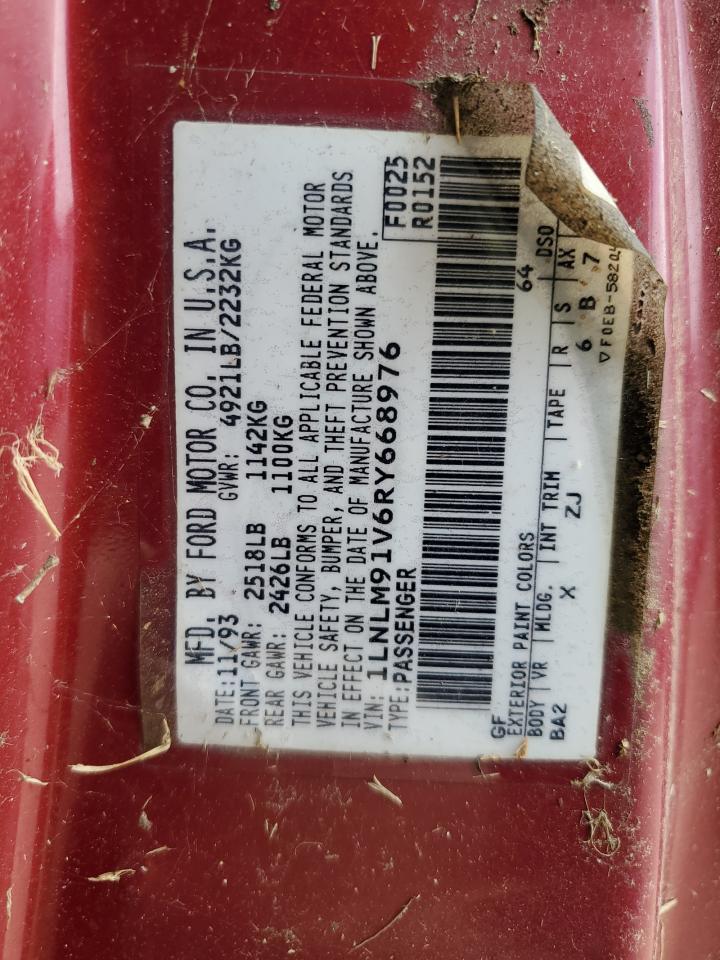 MFD. BY FORD MOTOR CO. IN U.S.A.
DATE: 11/93 GVWR: 4921LB/2232KG
FRONT GAWR: 2518LB 1142KG
REAR GAWR: 2426LB 1100KG
THIS VEHICLE CONFORMS TO ALL APPLICABLE FEDERAL MOTOR
VEHICLE SAFETY, BUMPER, AND THEFT PREVENTION STANDARDS
IN EFFECT ON THE DATE OF MANUFACTURE SHOWN ABOVE.
VIN: 1LNLM91V6RY668976
TYPE: PASSENGER
F0025
R0152
GF 64
EXTERIOR PAINT COLORS DSO
BODY VR MLDG. INT TRIM TAPE R S AX
BA2 X ZJ 6 B 7
▽F0EB-5820